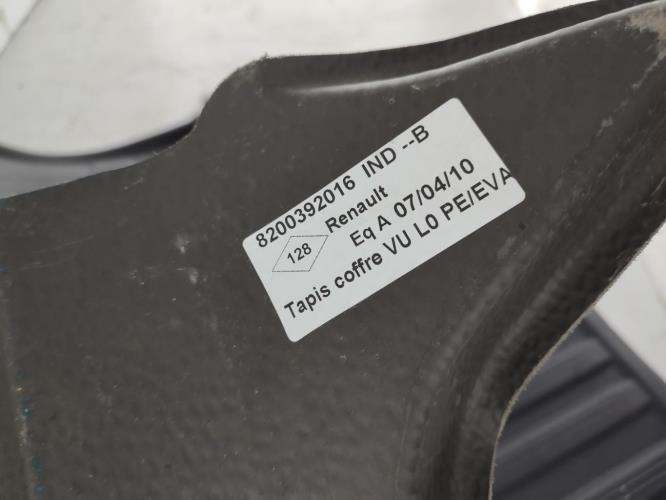 8200392016 IND --B
128 Renault
Eq A 07/04/10
Tapis coffre VU L0 PE/EVA